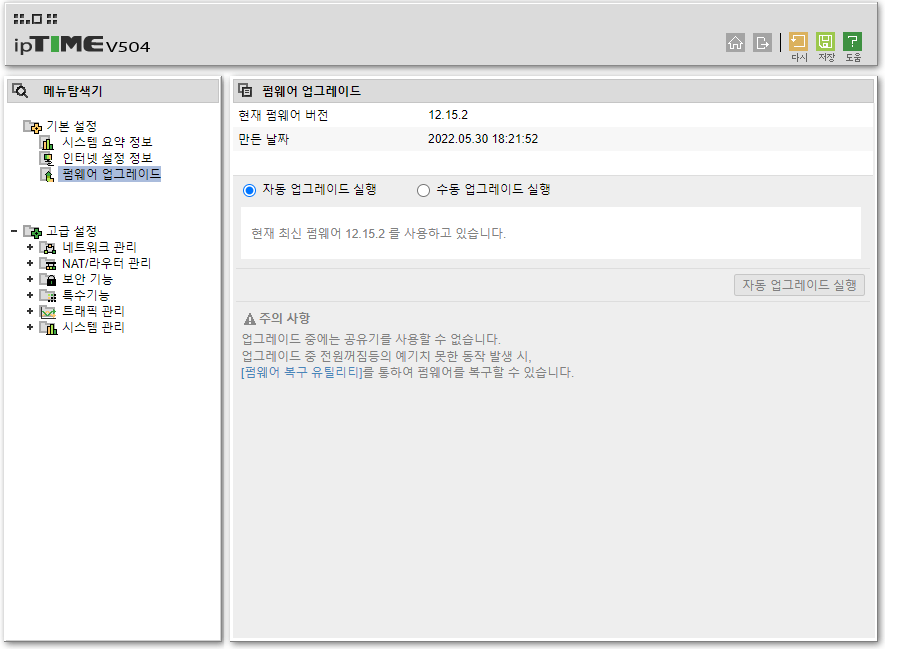 ipTIME V504
다시 저장 도움
메뉴탐색기
기본 설정
시스템 요약 정보
인터넷 설정 정보
펌웨어 업그레이드
고급 설정
네트워크 관리
NAT/라우터 관리
보안 기능
특수기능
트래픽 관리
시스템 관리
펌웨어 업그레이드
현재 펌웨어 버전 12.15.2
만든 날짜 2022.05.30 18:21:52
자동 업그레이드 실행 수동 업그레이드 실행
현재 최신 펌웨어 12.15.2 를 사용하고 있습니다.
자동 업그레이드 실행
주의 사항
업그레이드 중에는 공유기를 사용할 수 없습니다.
업그레이드 중 전원꺼짐등의 예기치 못한 동작 발생 시,
[펌웨어 복구 유틸리티]를 통하여 펌웨어를 복구할 수 있습니다.